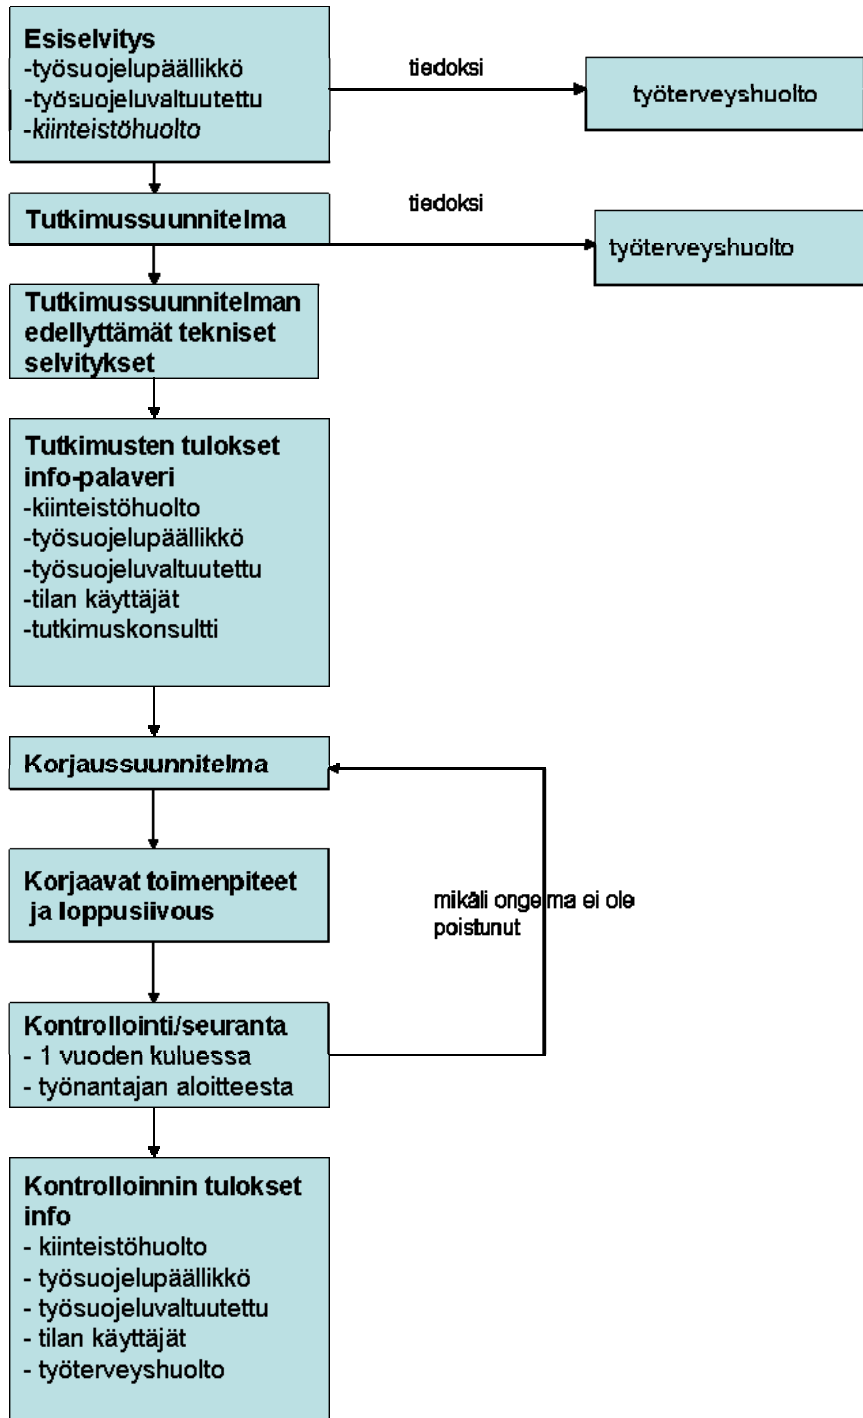 Esiselvitys
-työsuojelupäällikkö
-työsuojeluvaltuutettu
-kiinteistöhuolto
tiedoksi
työterveyshuolto
Tutkimussuunnitelma
tiedoksi
työterveyshuolto
Tutkimussuunnitelman
edellyttämät tekniset
selvitykset
Tutkimusten tulokset
info-palaveri
-kiinteistöhuolto
-työsuojelupäällikkö
-työsuojeluvaltuutettu
-tilan käyttäjät
-tutkimuskonsultti
Korjaussuunnitelma
Korjaavat toimenpiteet
ja loppusiivous
mikäli ongelma ei ole
poistunut
Kontrollointi/seuranta
- 1 vuoden kuluessa
- työnantajan aloitteesta
Kontrolloinnin tulokset
info
- kiinteistöhuolto
- työsuojelupäällikkö
- työsuojeluvaltuutettu
- tilan käyttäjät
- työterveyshuolto